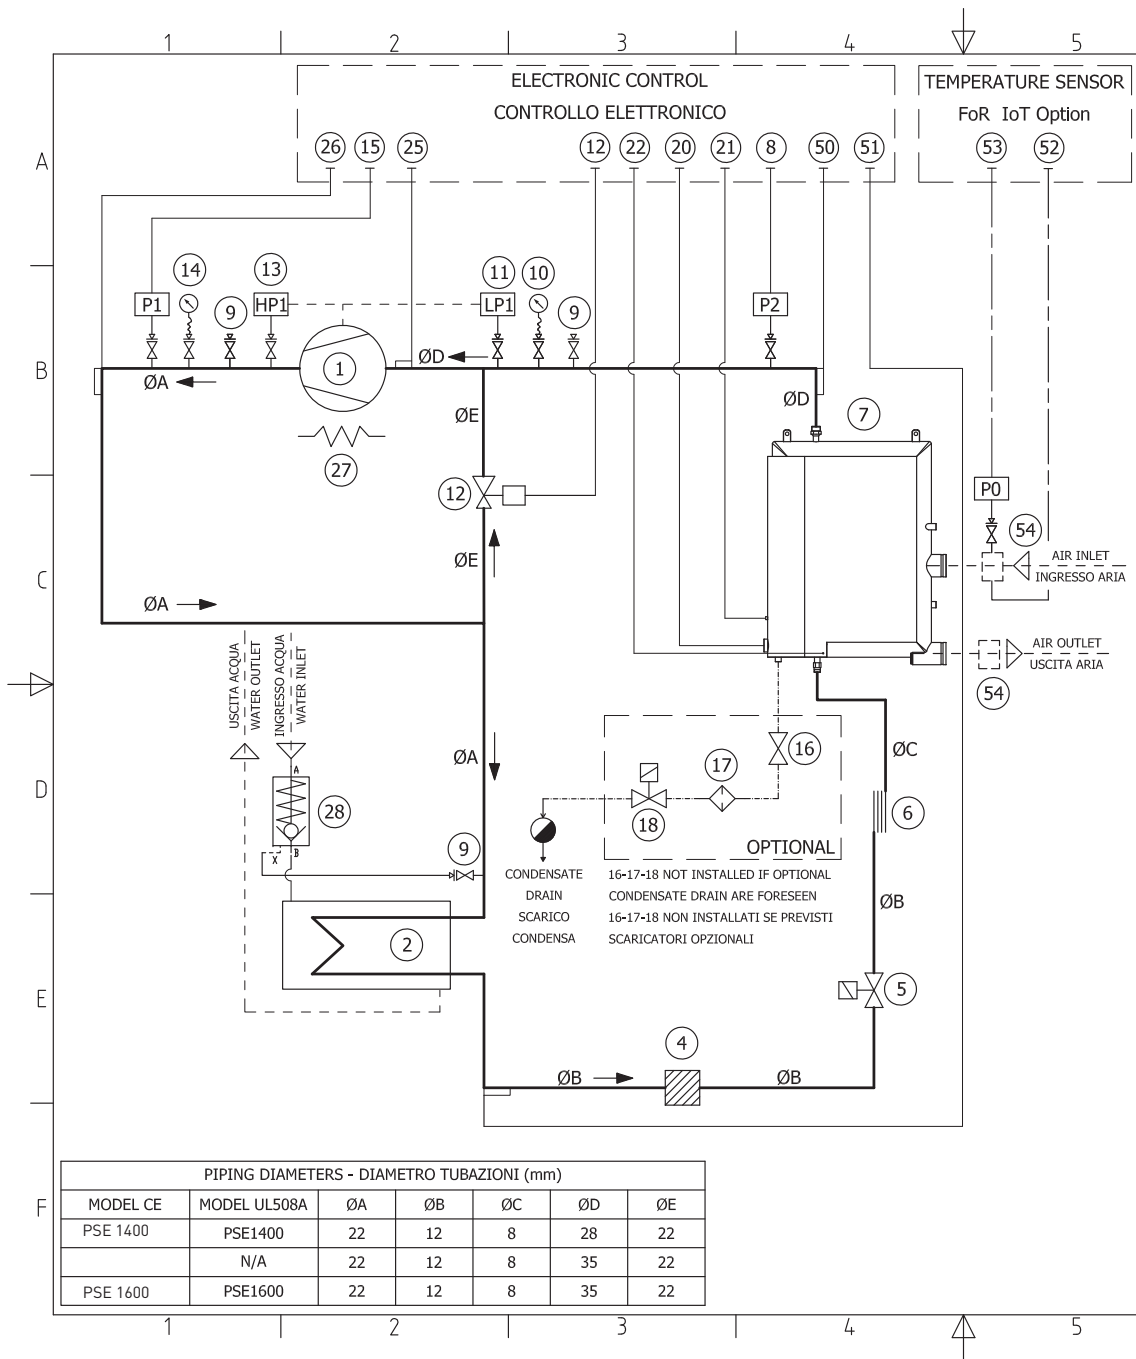 1 2 3 4 5
ELECTRONIC CONTROL
CONTROLLO ELETTRONICO
TEMPERATURE SENSOR
FoR IoT Option
A
26 15 25 12 22 20 21 8 50 51 53 52
14 13 11 10
P1 9 HP1 LP1 9 P2
B
1
ØD
ØA
ØE
ØD
7
27
12
P0
54
C
ØE
AIR INLET
INGRESSO ARIA
ØA
USCITA ACQUA
WATER OUTLET
INGRESSO ACQUA
WATER INLET
AIR OUTLET
USCITA ARIA
54
ØA
16
ØC
17
D
A
28
18
6
X B
9
OPTIONAL
CONDENSATE
DRAIN
SCARICO
CONDENSA
16-17-18 NOT INSTALLED IF OPTIONAL
CONDENSATE DRAIN ARE FORESEEN
16-17-18 NON INSTALLATI SE PREVISTI
SCARICATORI OPZIONALI
ØB
2
5
E
4
ØB ØB
F
PIPING DIAMETERS - DIAMETRO TUBAZIONI (mm)
MODEL CE MODEL UL508A ØA ØB ØC ØD ØE
PSE 1400 PSE1400 22 12 8 28 22
N/A 22 12 8 35 22
PSE 1600 PSE1600 22 12 8 35 22
1 2 3 4 5